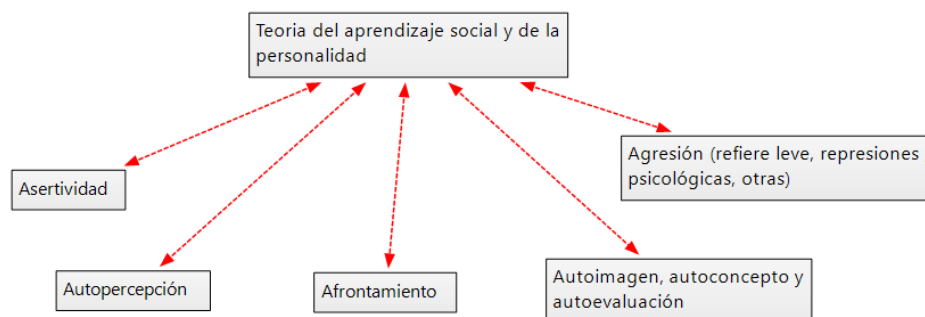 Teoria del aprendizaje social y de la
personalidad
Agresión (refiere leve, represiones
psicológicas, otras)
Asertividad
Autopercepción
Afrontamiento
Autoimagen, autoconcepto y
autoevaluación